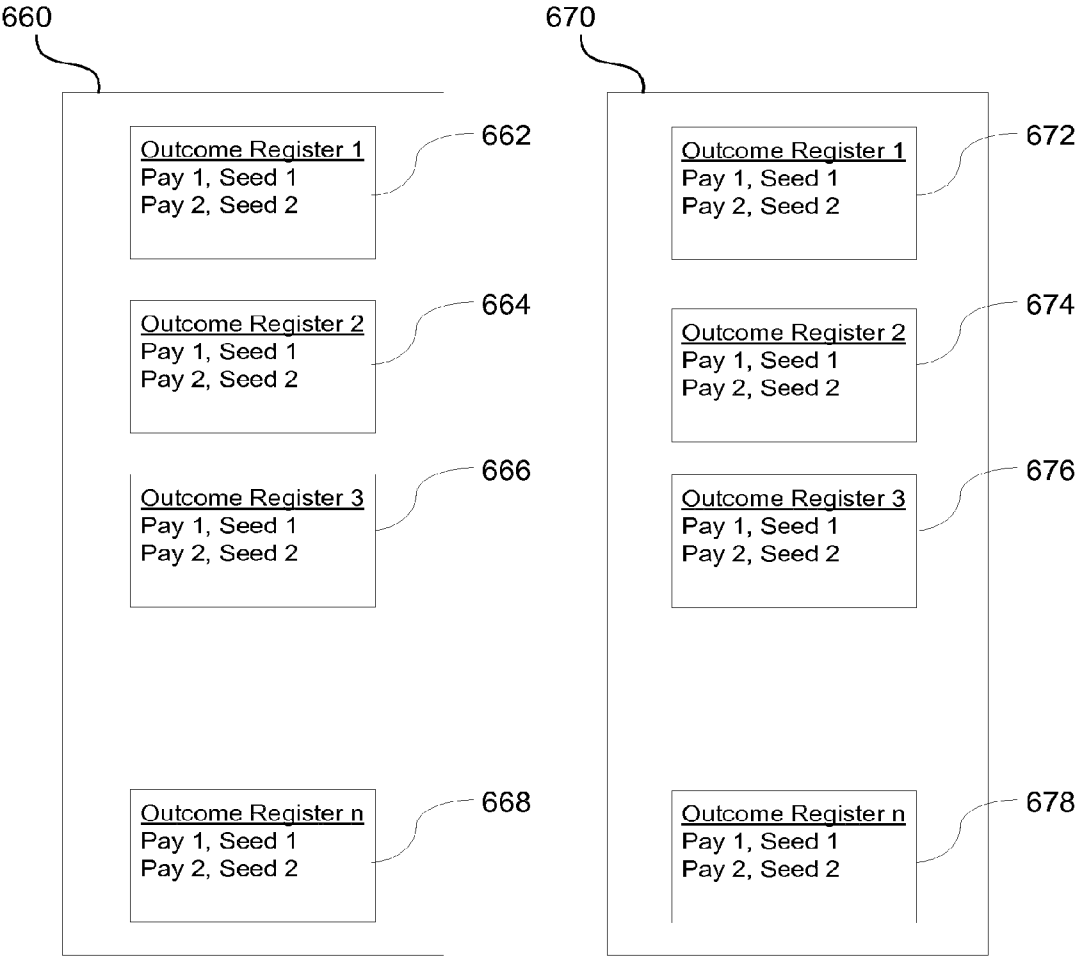 660
662
Outcome Register 1
Pay 1, Seed 1
Pay 2, Seed 2
664
Outcome Register 2
Pay 1, Seed 1
Pay 2, Seed 2
666
Outcome Register 3
Pay 1, Seed 1
Pay 2, Seed 2
668
Outcome Register n
Pay 1, Seed 1
Pay 2, Seed 2
670
672
Outcome Register 1
Pay 1, Seed 1
Pay 2, Seed 2
674
Outcome Register 2
Pay 1, Seed 1
Pay 2, Seed 2
676
Outcome Register 3
Pay 1, Seed 1
Pay 2, Seed 2
678
Outcome Register n
Pay 1, Seed 1
Pay 2, Seed 2